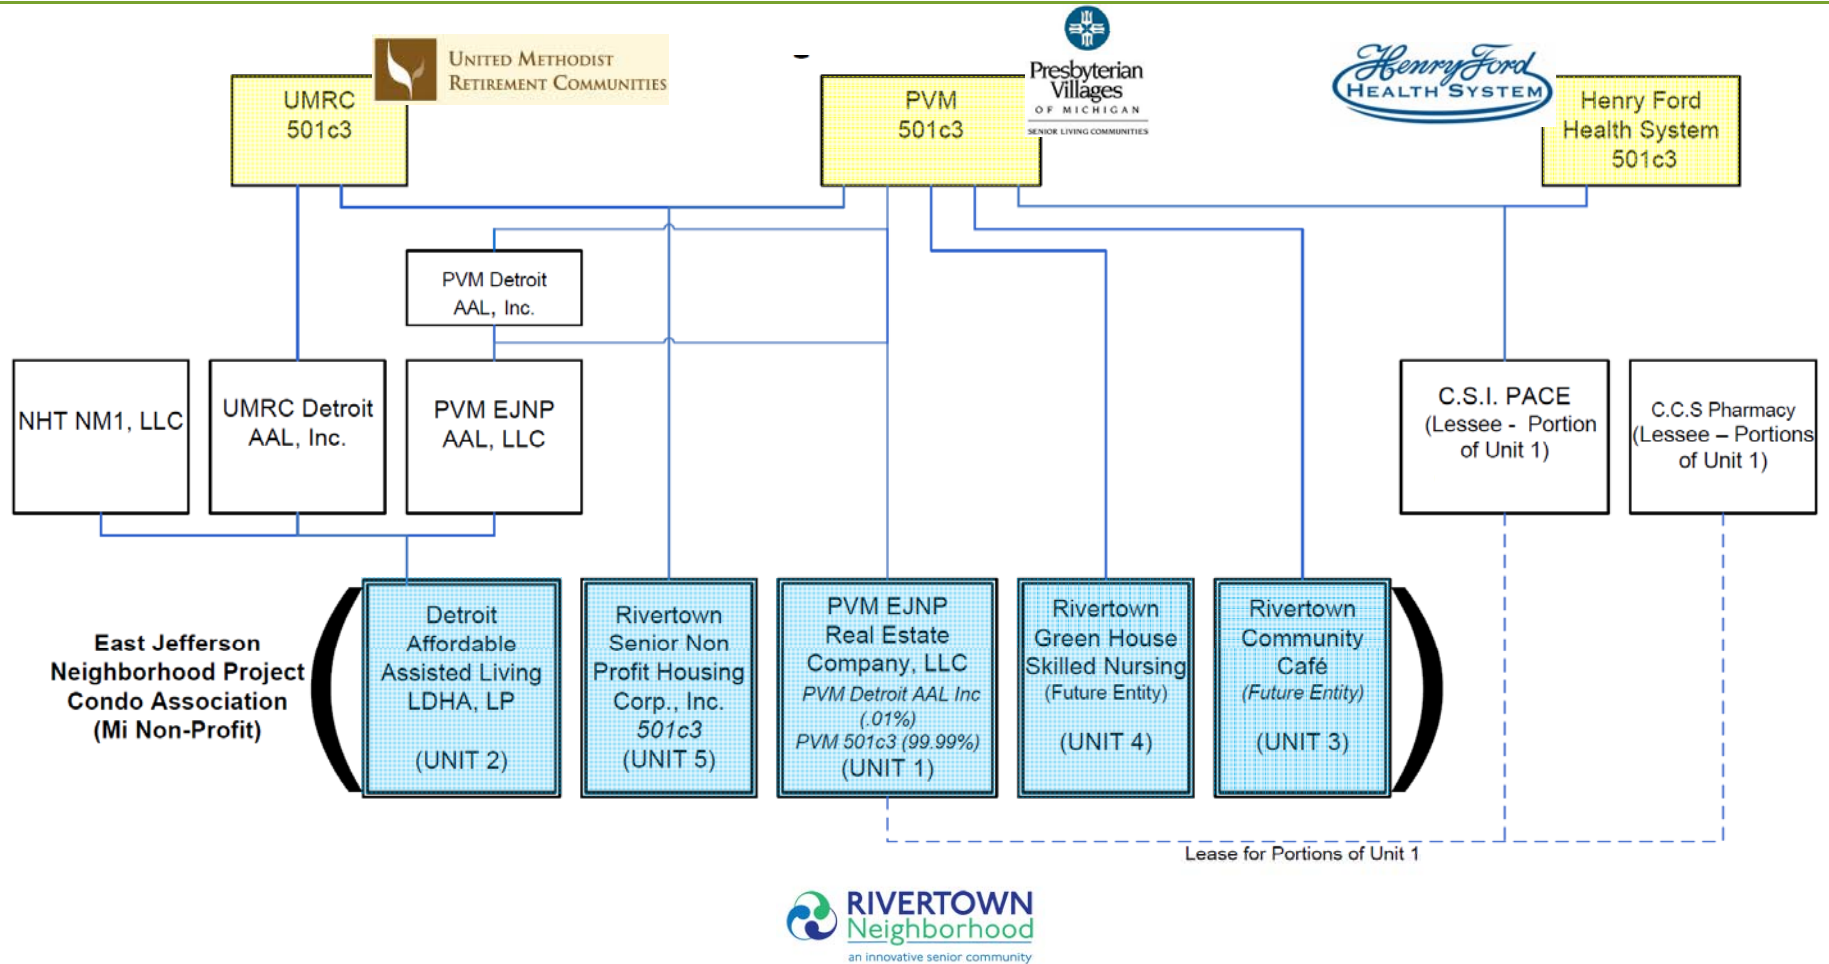 UNITED METHODIST
RETIREMENT COMMUNITIES
UMRC
501c3
PVM
501c3
Presbyterian
Villages
OF MICHIGAN
SENIOR LIVING COMMUNITIES
Henry Ford
HEALTH SYSTEM
Henry Ford
Health System
501c3
PVM Detroit
AAL, Inc.
NHT NM1, LLC
UMRC Detroit
AAL, Inc.
PVM EJNP
AAL, LLC
C.S.I. PACE
(Lessee - Portion
of Unit 1)
C.C.S Pharmacy
(Lessee – Portions
of Unit 1)
East Jefferson
Neighborhood Project
Condo Association
(Mi Non-Profit)
Detroit
Affordable
Assisted Living
LDHA, LP
(UNIT 2)
Rivertown
Senior Non
Profit Housing
Corp., Inc.
501c3
(UNIT 5)
PVM EJNP
Real Estate
Company, LLC
PVM Detroit AAL Inc
(.01%)
PVM 501c3 (99.99%)
(UNIT 1)
Rivertown
Green House
Skilled Nursing
(Future Entity)
(UNIT 4)
Rivertown
Community
Café
(Future Entity)
(UNIT 3)
Lease for Portions of Unit 1
RIVERTOWN
Neighborhood
an innovative senior community